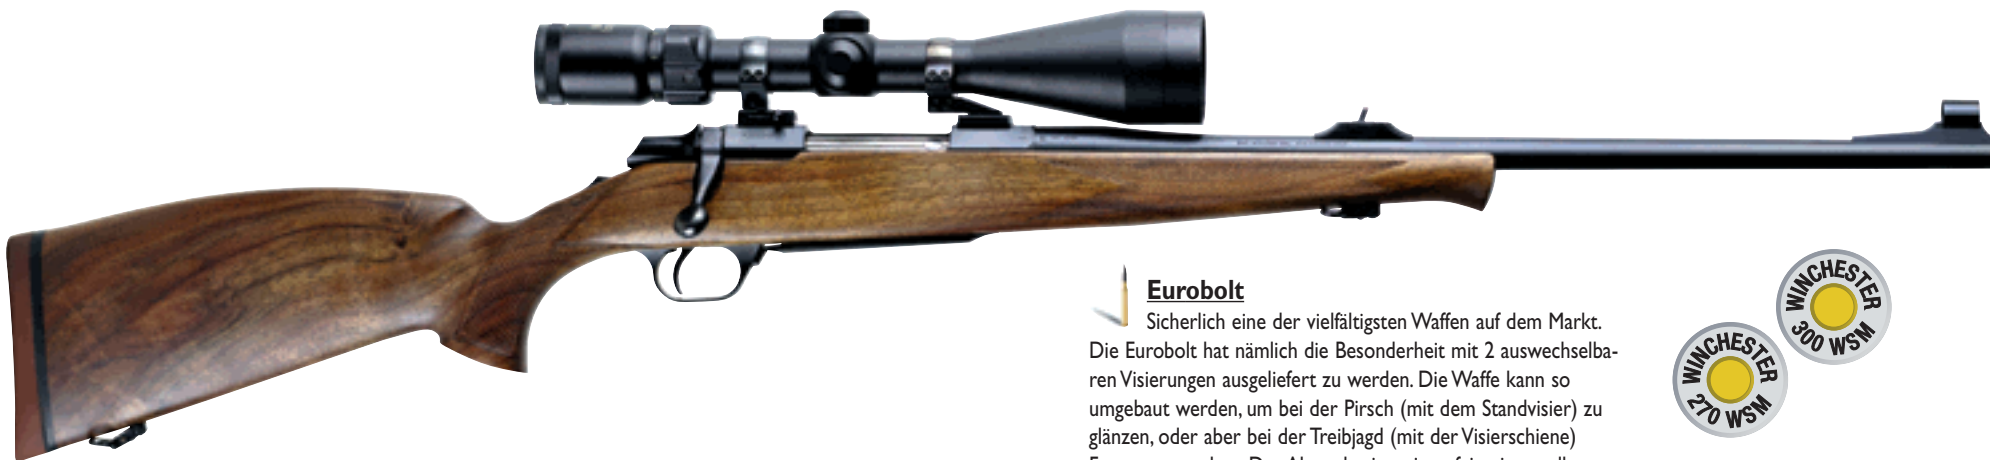 Eurobolt
Sicherlich eine der vielfältigsten Waffen auf dem Markt.
Die Eurobolt hat nämlich die Besonderheit mit 2 auswechselba-
ren Visierungen ausgeliefert zu werden. Die Waffe kann so
umgebaut werden, um bei der Pirsch (mit dem Standvisier) zu
glänzen, oder aber bei der Treibjagd (mit der Visierschiene)
WINCHESTER
300 WSM
WINCHESTER
270 WSM